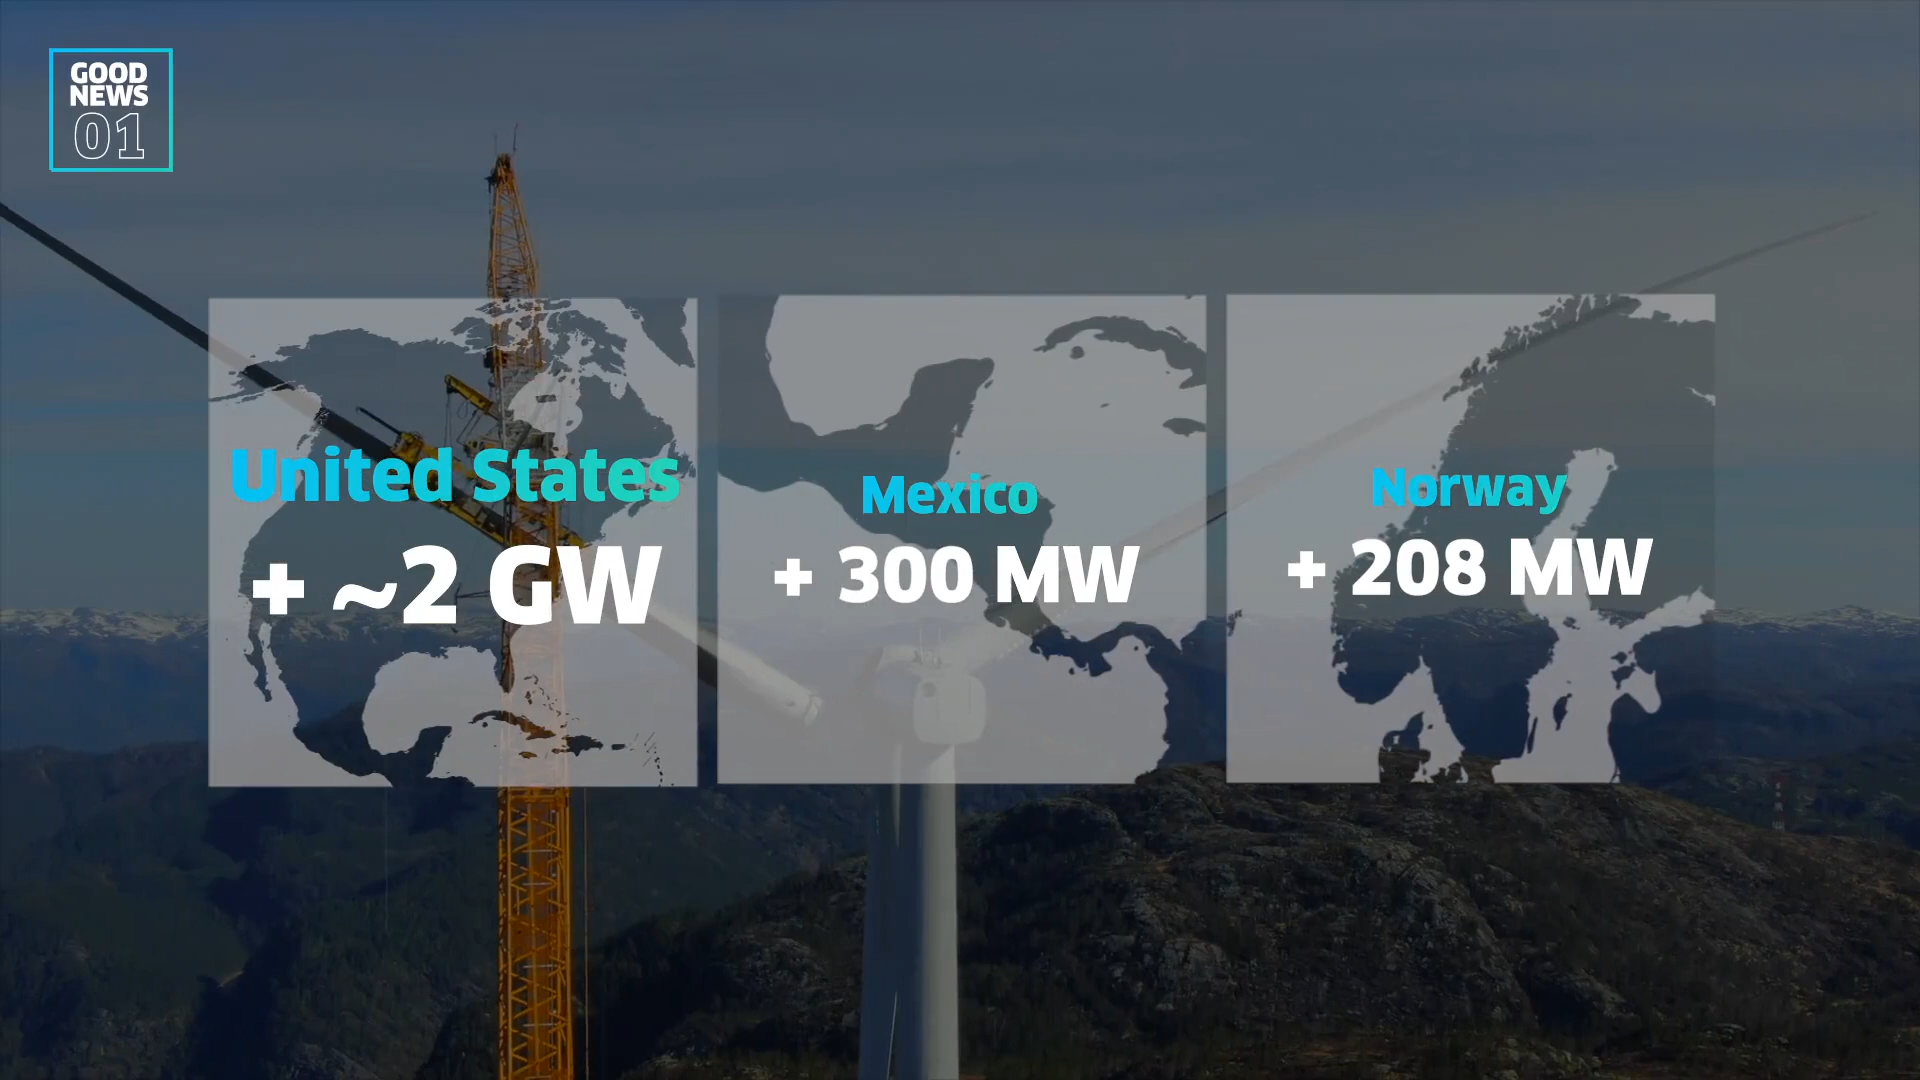 GOOD
NEWS
01
United States
+ ~2 GW
Mexico
+ 300 MW
Norway
+ 208 MW